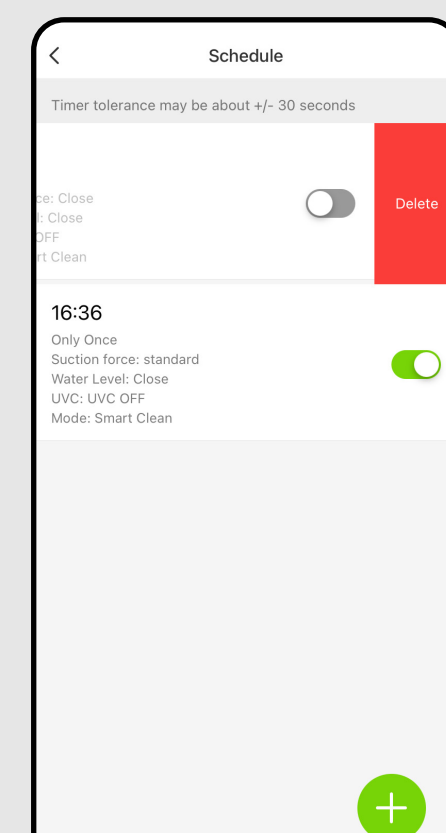 Schedule
Timer tolerance may be about +/- 30 seconds
ce: Close
l: Close
OFF
rt Clean
Delete
16:36
Only Once
Suction force: standard
Water Level: Close
UVC: UVC OFF
Mode: Smart Clean